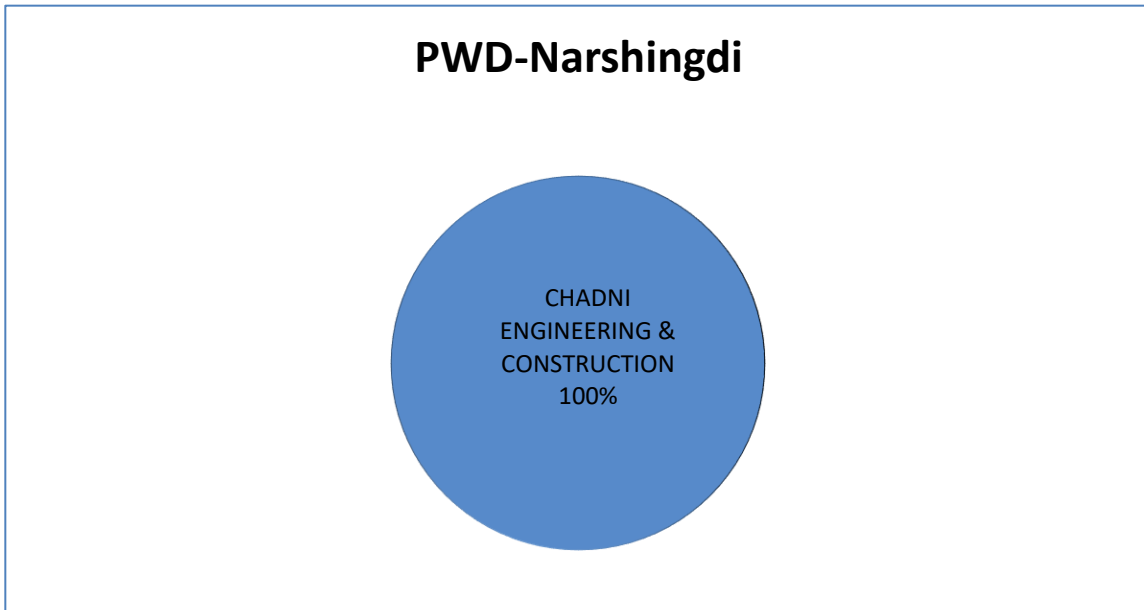 PWD-Narshingdi
CHADNI
ENGINEERING &
CONSTRUCTION
100%